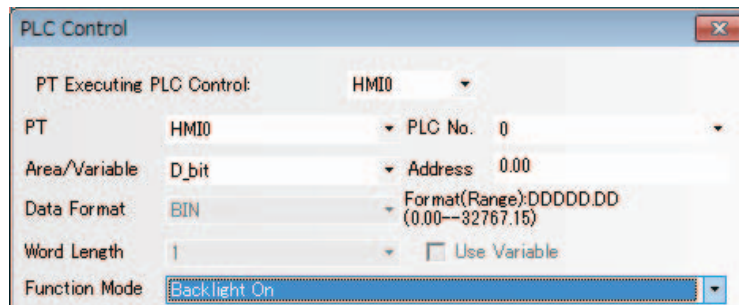 PLC Control
PT Executing PLC Control: HMI0
PT HMI0 PLC No. 0
Area/Variable D_bit Address 0.00
Data Format BIN Format(Range):DDDDD.DD
(0.00--32767.15)
Word Length 1 Use Variable
Function Mode Backlight On